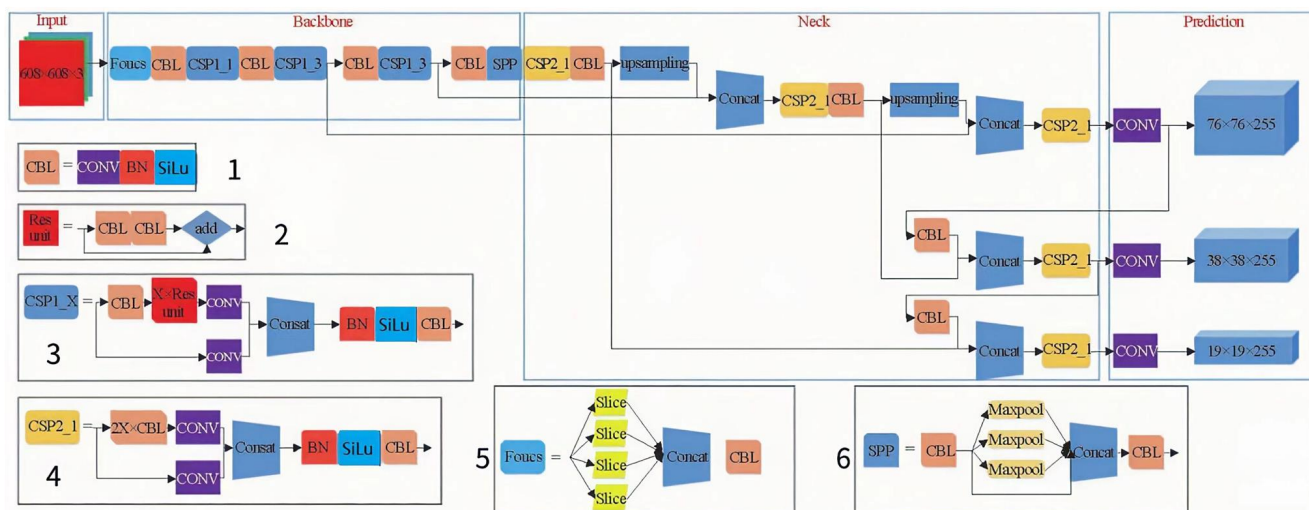 Input
Backbone
Neck
Prediction
608×608×3
Foucs CBL CSP1_1 CBL CSP1_3 CBL CSP1_3 CBL SPP CSP2_1 CBL upsampling
Concat CSP2_1 CBL upsampling
Concat CSP2_1 CONV 76×76×255
CBL = CONV BN SiLu 1
Res unit = CBL CBL add 2
CBL
Concat CSP2_1 CONV 38×38×255
CSP1_X = CBL X×Res unit CONV
CONV
Consat BN SiLu CBL
3
CBL
Concat CSP2_1 CONV 19×19×255
CSP2_1 = 2X×CBL CONV
CONV
Consat BN SiLu CBL
4
5
Foucs =
Slice
Slice
Slice
Slice
Concat CBL
6
SPP = CBL
Maxpool
Maxpool
Maxpool
Concat CBL